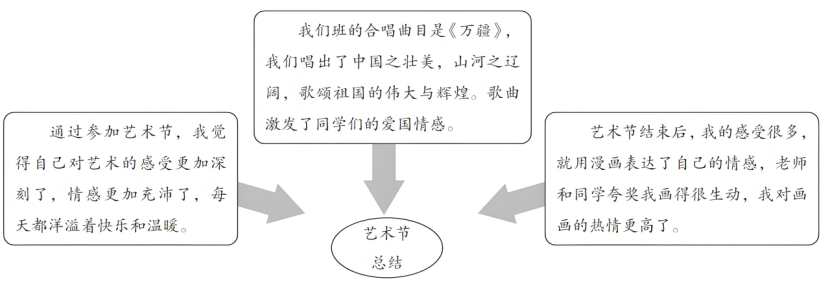 我们班的合唱曲目是《万疆》，
我们唱出了中国之壮美，山河之辽
阔，歌颂祖国的伟大与辉煌。歌曲
激发了同学们的爱国情感。
通过参加艺术节，我觉
得自己对艺术的感受更加深
刻了，情感更加充沛了，每
天都洋溢着快乐和温暖。
艺术节结束后，我的感受很多，
就用漫画表达了自己的情感，老师
和同学夸奖我画得很生动，我对画
画的热情更高了。
艺术节
总结